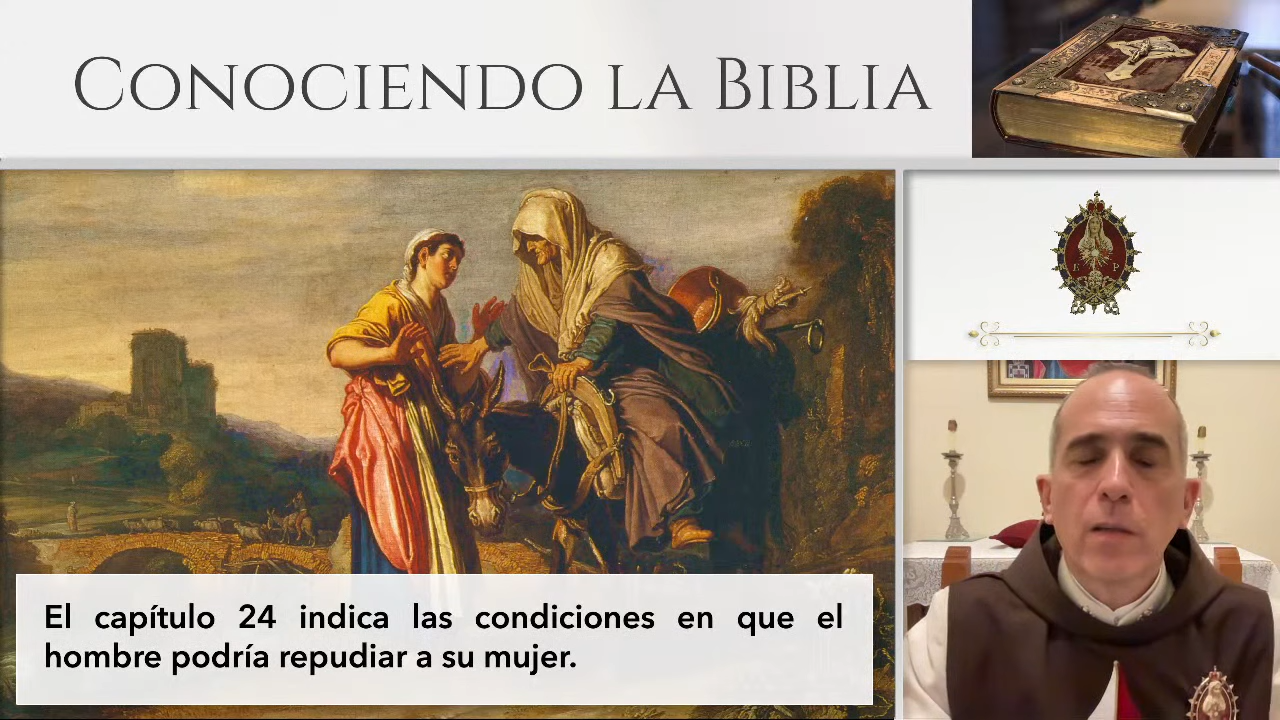 Conociendo la Biblia
El capítulo 24 indica las condiciones en que el
hombre podría repudiar a su mujer.